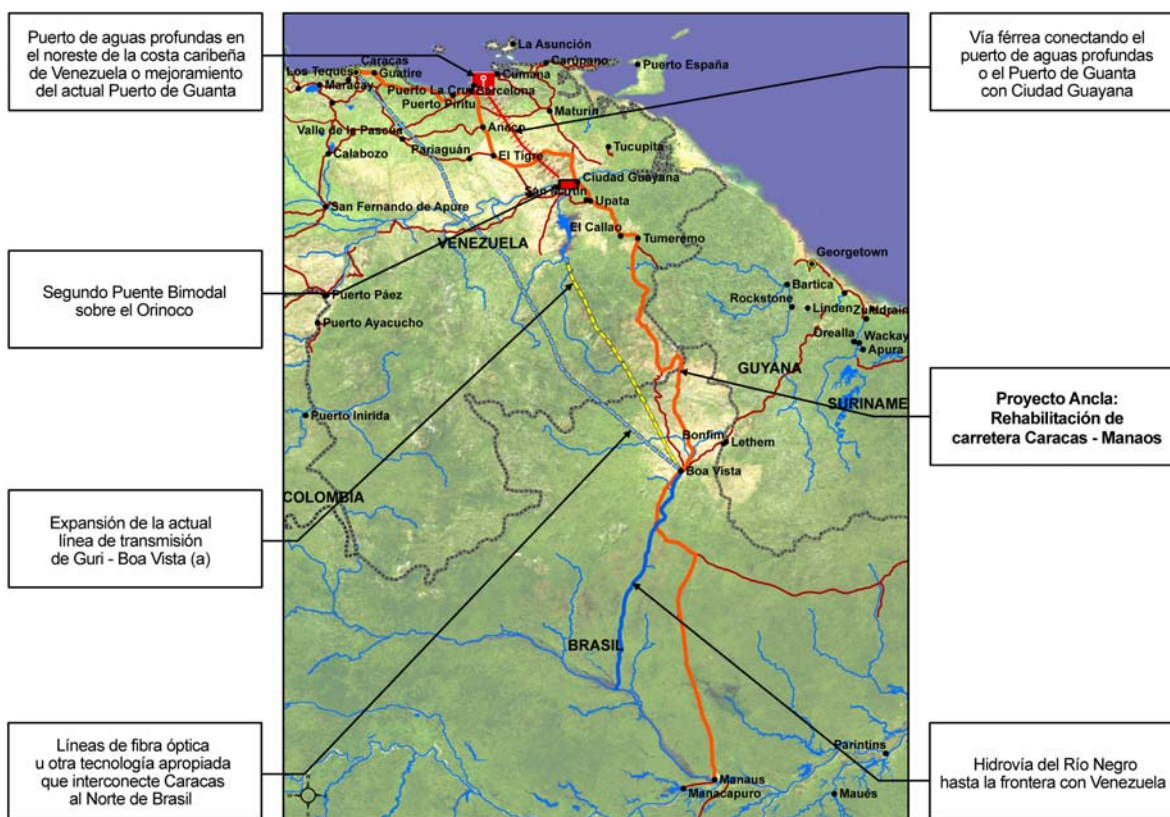 Puerto de aguas profundas en
el noreste de la costa caribeña
de Venezuela o mejoramiento
del actual Puerto de Guanta
Vía férrea conectando el
puerto de aguas profundas
o el Puerto de Guanta
con Ciudad Guayana
La Asunción
Caracas
Carúpano
Puerto España
Los Teques
Guatire
Cumana
Maracay
Puerto La Cruz
Barcelona
Puerto Piritu
Maturín
Valle de la Pascua
Anaco
Tucupita
Calabozo
Pariaguán
El Tigre
Ciudad Guayana
San Martin
Upata
San Fernando de Apure
El Callao
Tumeremo
VENEZUELA
Georgetown
Segundo Puente Bimodal
sobre el Orinoco
Puerto Páez
Bartica
Rockstone
Linden
Puerto Ayacucho
Orealla
Wackay
Apura
GUYANA
SURINAME
Proyecto Ancla:
Rehabilitación de
carretera Caracas - Manaos
Puerto Inirida
Bonfim
Lethem
Boa Vista
COLOMBIA
Expansión de la actual
línea de transmisión
de Guri - Boa Vista (a)
BRASIL
Líneas de fibra óptica
u otra tecnología apropiada
que interconecte Caracas
al Norte de Brasil
Parintins
Manaus
Manacapuro
Maués
Hidrovía del Río Negro
hasta la frontera con Venezuela